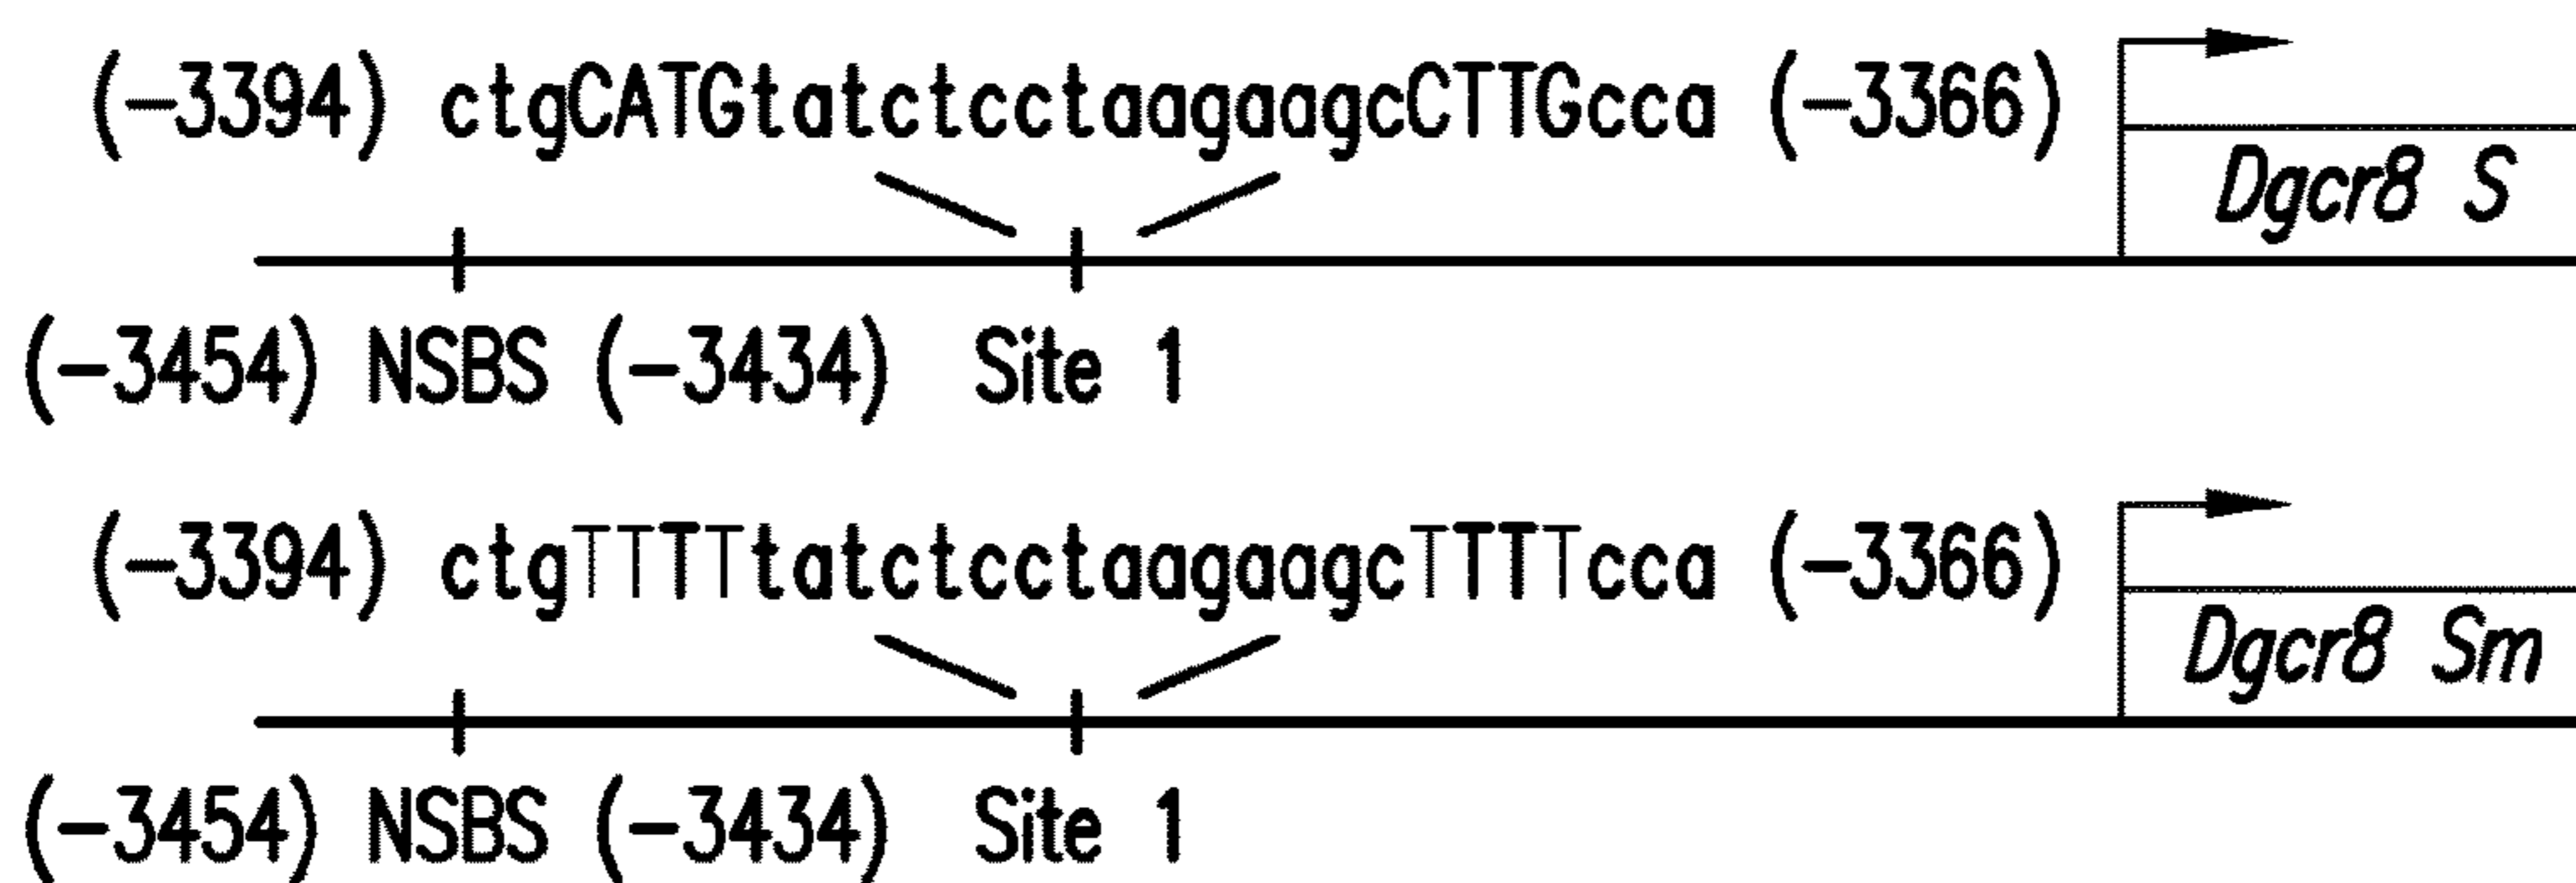 (-3394) ctgCATGtatctcctaagaagcCTTGcca (-3366)
Dgcr8 S
(-3454) NSBS (-3434) Site 1
(-3394) ctgTTTTtatctcctaagaagcTTTTcca (-3366)
Dgcr8 Sm
(-3454) NSBS (-3434) Site 1